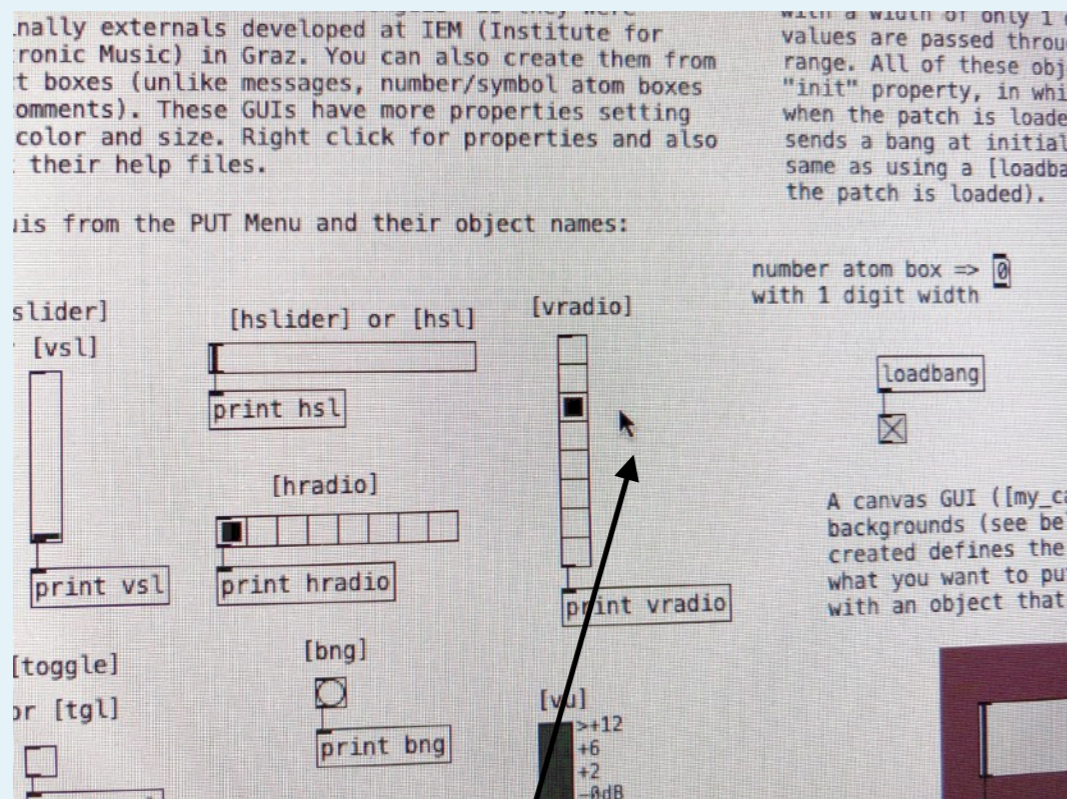 nally externals developed at IEM (Institute for
ronic Music) in Graz. You can also create them from
t boxes (unlike messages, number/symbol atom boxes
omments). These GUIs have more properties setting
color and size. Right click for properties and also
their help files.
is from the PUT Menu and their object names:
with a width of only 1
values are passed throu
range. All of these obj
"init" property, in whi
when the patch is loade
sends a bang at initial
same as using a [loadba
the patch is loaded).
number atom box => 0
with 1 digit width
slider]
[vsl]
print vsl
[hslider] or [hsl]
print hsl
[hradio]
print hradio
[vradio]
print vradio
loadbang
A canvas GUI ([my_ca
backgrounds (see be
created defines the
what you want to pu
with an object that
[toggle]
or [tgl]
[bng]
print bng
[vu]
>+12
+6
+2
-0dB